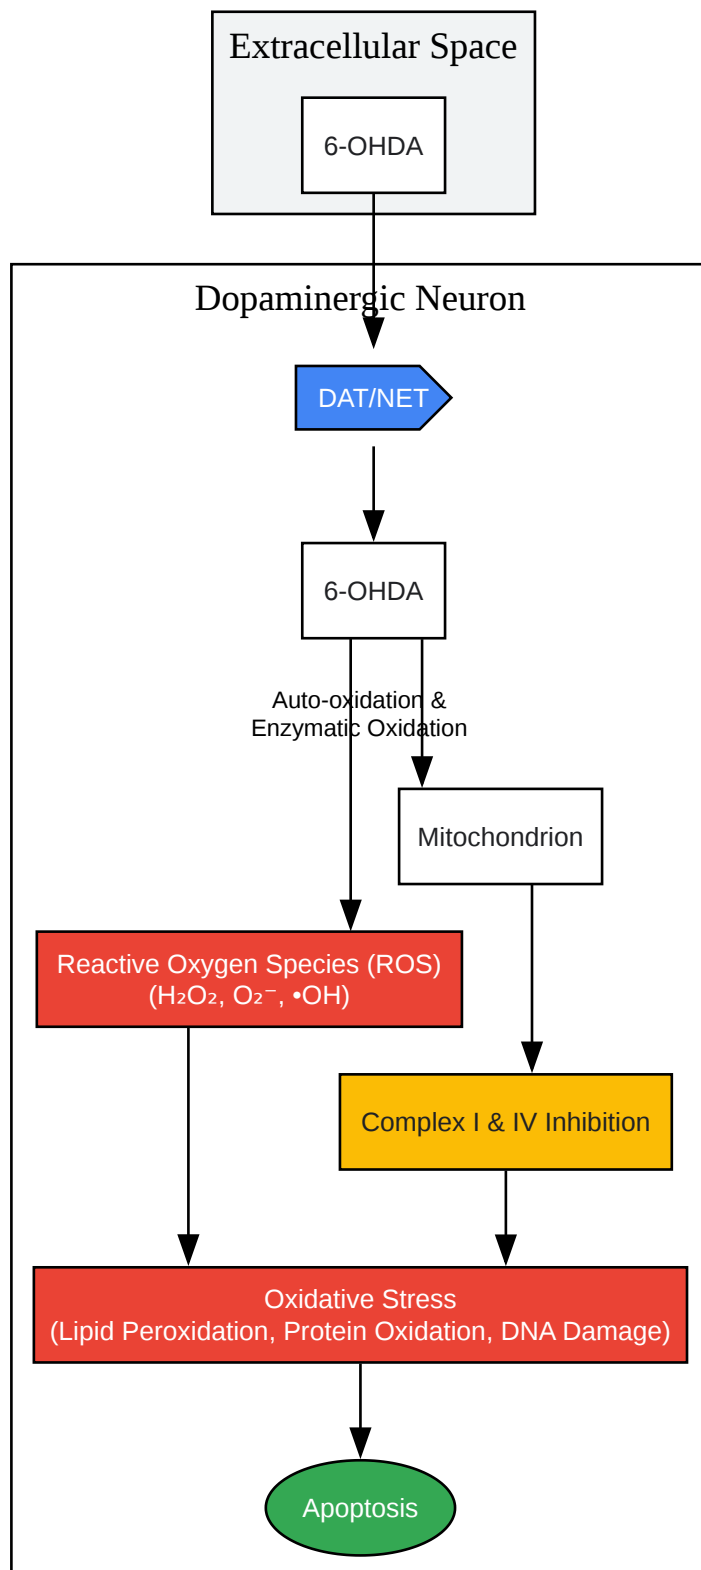 Extracellular Space
6-OHDA
Dopaminergic Neuron
DAT/NET
6-OHDA
Auto-oxidation &
Enzymatic Oxidation
Mitochondrion
Reactive Oxygen Species (ROS)
(H₂O₂, O₂⁻, •OH)
Complex I & IV Inhibition
Oxidative Stress
(Lipid Peroxidation, Protein Oxidation, DNA Damage)
Apoptosis